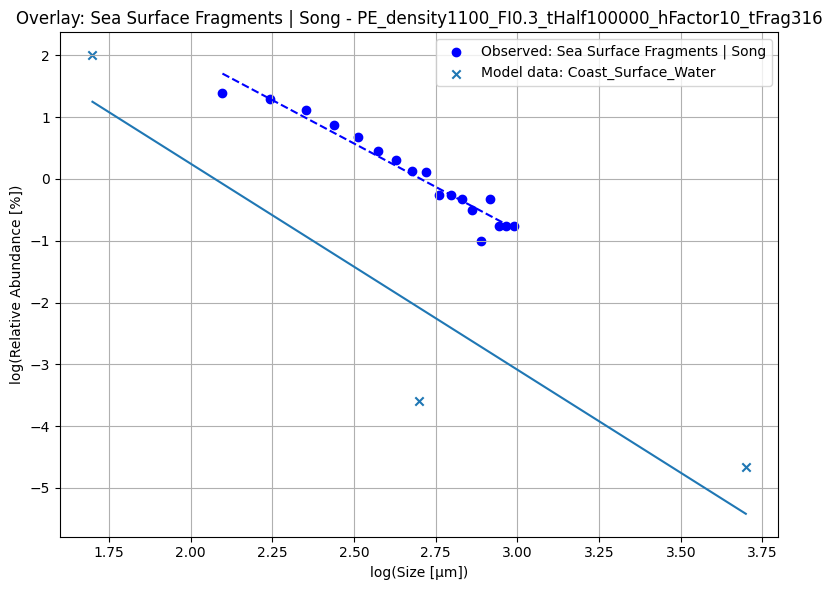 Overlay: Sea Surface Fragments | Song - PE_density1100_FI0.3_tHalf100000_hFactor10_tFrag316
Observed: Sea Surface Fragments | Song
Model data: Coast_Surface_Water
log(Relative Abundance [%])
2
1
0
−1
−2
−3
−4
−5
1.75 2.00 2.25 2.50 2.75 3.00 3.25 3.50 3.75
log(Size [μm])